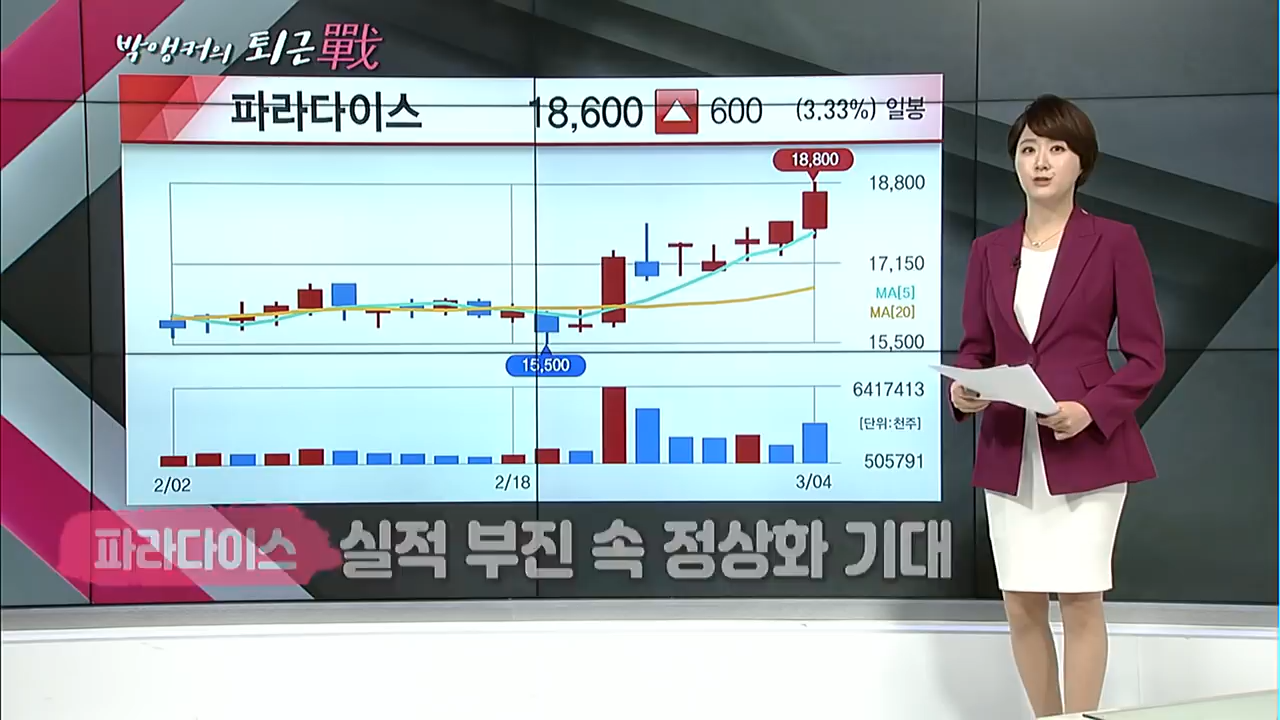 박앵커의 퇴근戰
파라다이스 18,600 600 (3.33%) 일봉
18,800
18,800
17,150
MA[5]
MA[20]
15,500
15,500
6417413
[단위:천주]
505791
2/02 2/18 3/04
파라다이스 실적 부진 속 정상화 기대